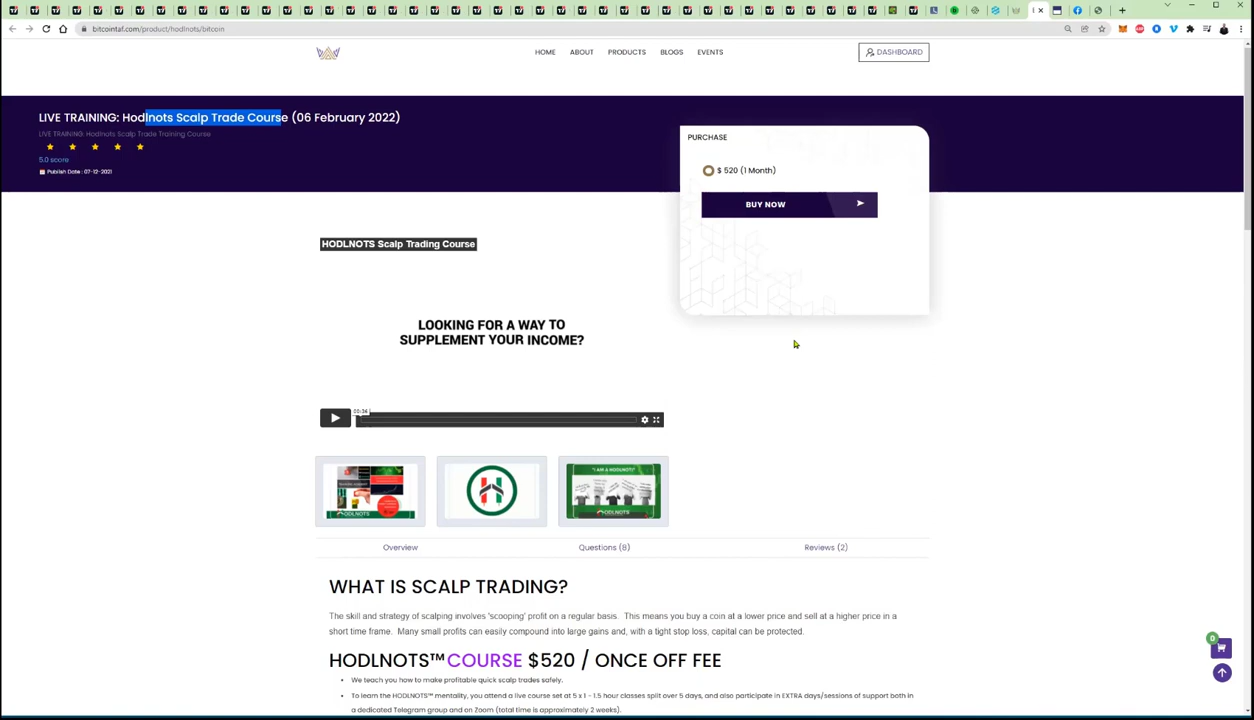 bitcointaf.com/product/hodlnots/bitcoin
HOME
ABOUT
PRODUCTS
BLOGS
EVENTS
DASHBOARD
LIVE TRAINING: Hodlnots Scalp Trade Course (06 February 2022)
LIVE TRAINING: Hodlnots Scalp Trade Training Course
5.0 score
Publish Date : 07-12-2021
PURCHASE
$ 520 (1 Month)
BUY NOW
HODLNOTS Scalp Trading Course
LOOKING FOR A WAY TO
SUPPLEMENT YOUR INCOME?
00:34
HODLNOTS
"I AM A HODLNOT!"
HODLNOTS
Overview
Questions (8)
Reviews (2)
WHAT IS SCALP TRADING?
The skill and strategy of scalping involves 'scooping' profit on a regular basis. This means you buy a coin at a lower price and sell at a higher price in a
short time frame. Many small profits can easily compound into large gains and, with a tight stop loss, capital can be protected.
HODLNOTS™COURSE $520 / ONCE OFF FEE
We teach you how to make profitable quick scalp trades safely.
To learn the HODLNOTS™ mentality, you attend a live course set at 5 x 1 - 1.5 hour classes split over 5 days, and also participate in EXTRA days/sessions of support both in
a dedicated Telegram group and on Zoom (total time is approximately 2 weeks).
0